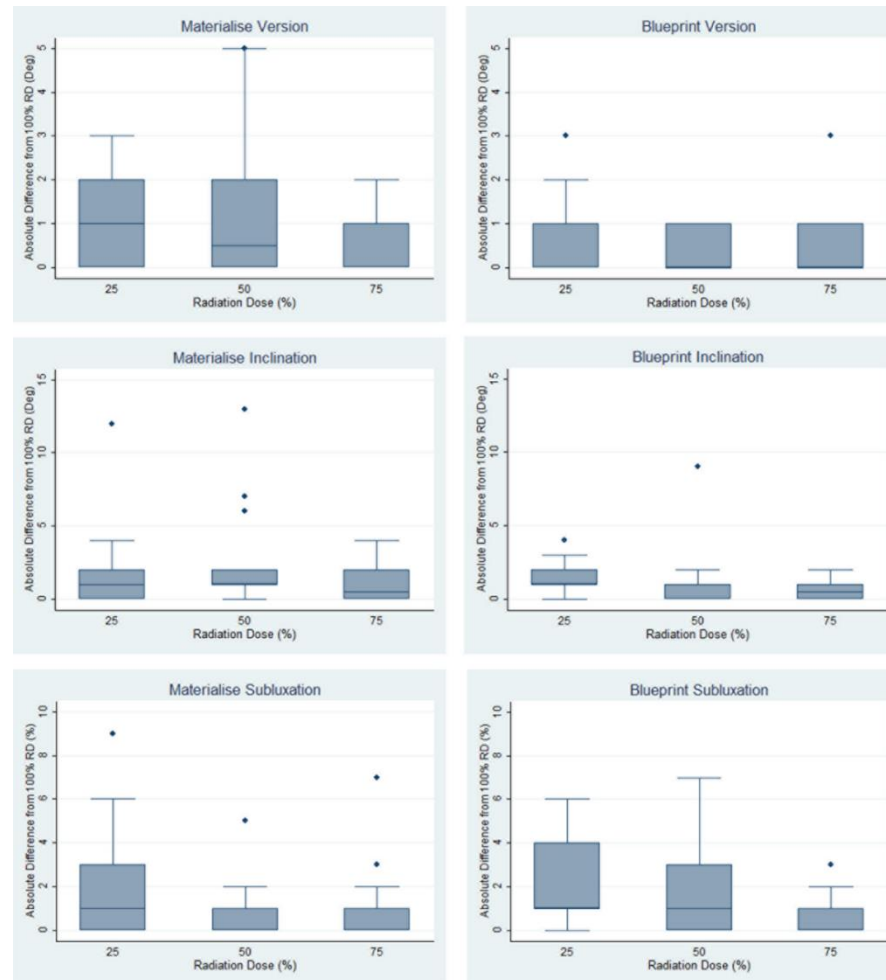 Materialise Version
Absolute Difference from 100% RD (Deg)
5
4
3
2
1
0
25 50 75
Radiation Dose (%)
Blueprint Version
Absolute Difference from 100% RD (Deg)
5
4
3
2
1
0
25 50 75
Radiation Dose (%)
Materialise Inclination
Absolute Difference from 100% RD (Deg)
15
10
5
0
25 50 75
Radiation Dose (%)
Blueprint Inclination
Absolute Difference from 100% RD (Deg)
15
10
5
0
25 50 75
Radiation Dose (%)
Materialise Subluxation
Absolute Difference from 100% RD (%)
10
8
6
4
2
0
25 50 75
Radiation Dose (%)
Blueprint Subluxation
Absolute Difference from 100% RD (%)
10
8
6
4
2
0
25 50 75
Radiation Dose (%)